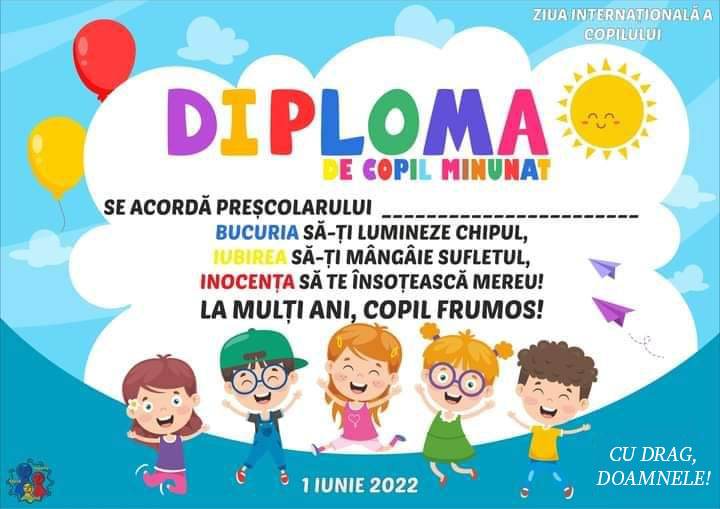 ZIUA INTERNAȚIONALĂ A
COPILULUI
DIPLOMA
DE COPIL MINUNAT
SE ACORDĂ PREȘCOLARULUI _______________________
BUCURIA SĂ-ȚI LUMINEZE CHIPUL,
IUBIREA SĂ-ȚI MÂNGÂIE SUFLETUL,
INOCENȚA SĂ TE ÎNSOȚEASCĂ MEREU!
LA MULȚI ANI, COPIL FRUMOS!
1 IUNIE 2022
CU DRAG,
DOAMNELE!